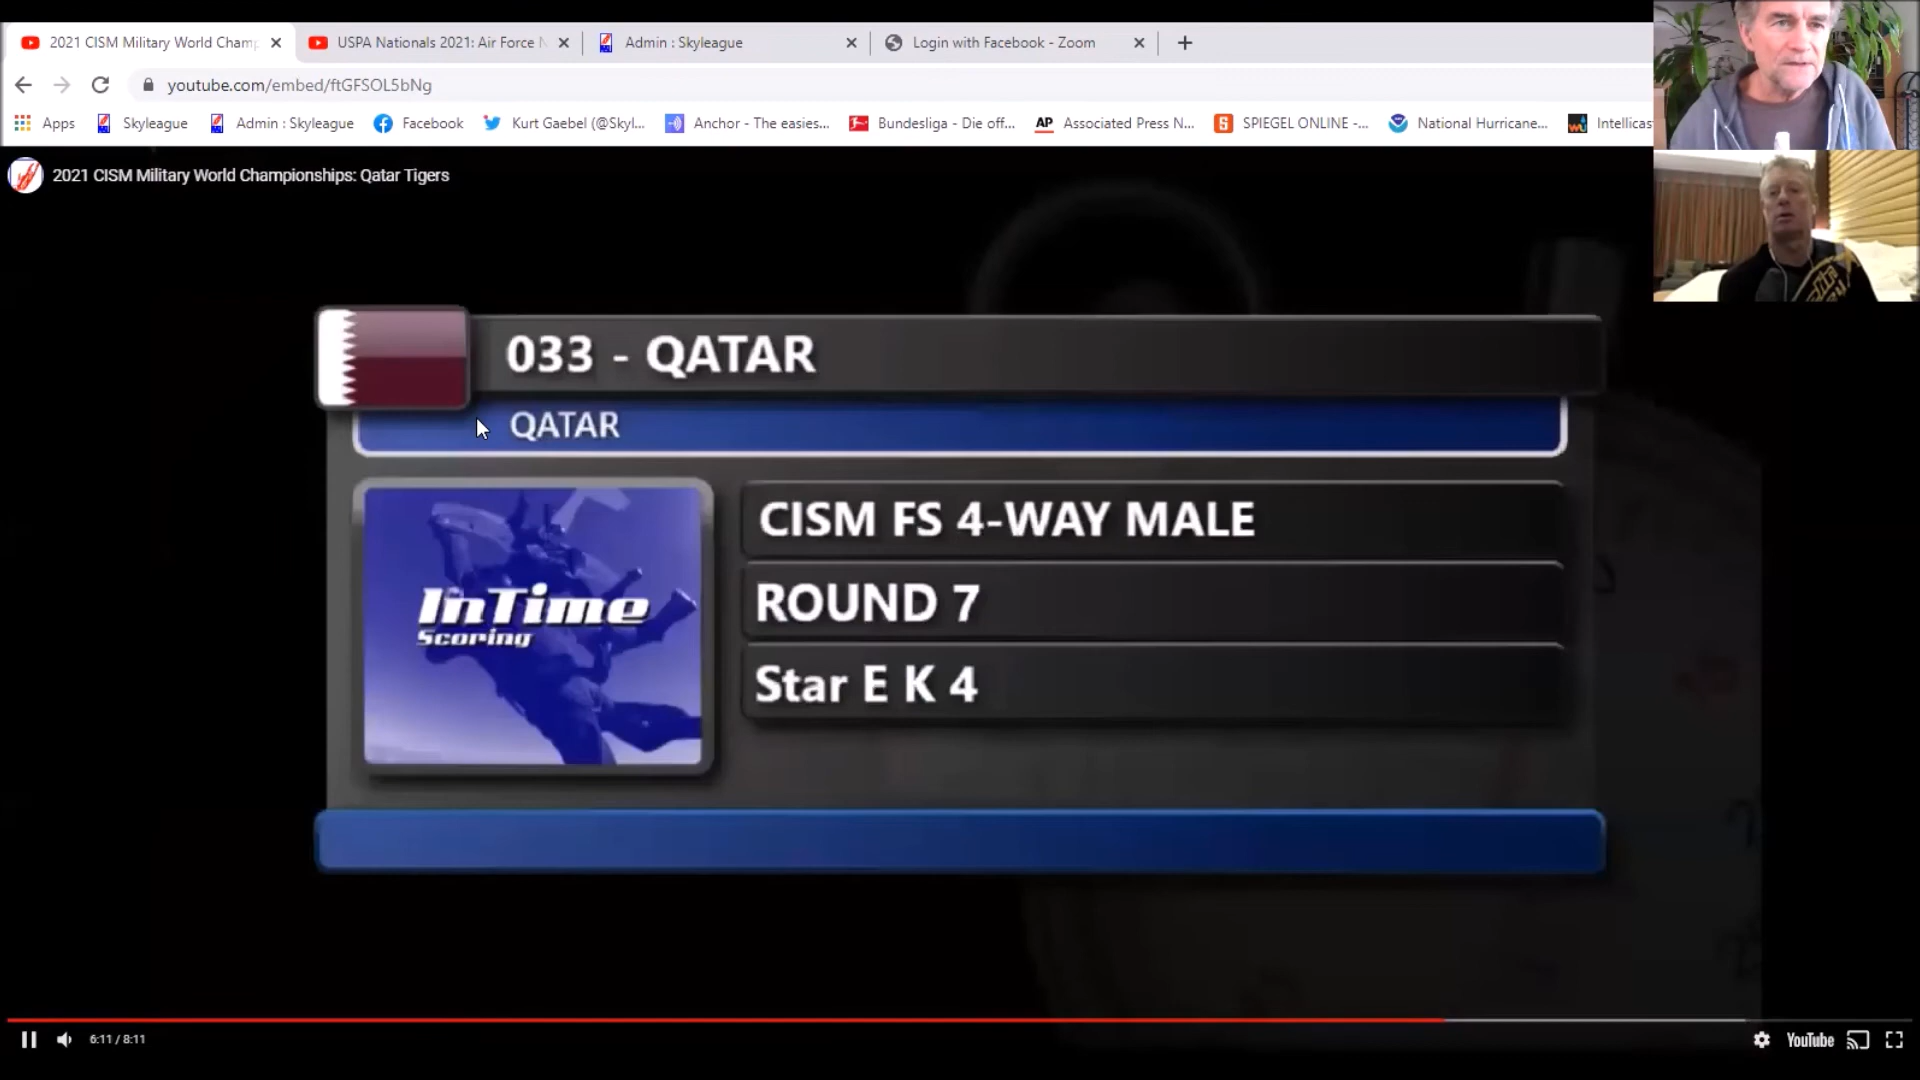 2021 CISM Military World Champ
USPA Nationals 2021: Air Force N
Admin : Skyleague
Login with Facebook - Zoom
youtube.com/embed/ftGFSOL5bNg
Apps
Skyleague
Admin : Skyleague
Facebook
Kurt Gaebel (@Skyl...
Anchor - The easies...
Bundesliga - Die off...
AP
Associated Press N...
SPIEGEL ONLINE -...
National Hurricane...
Intellicas
2021 CISM Military World Championships: Qatar Tigers
033 - QATAR
QATAR
InTime
Scoring
CISM FS 4-WAY MALE
ROUND 7
Star E K 4
6:11 / 8:11
YouTube